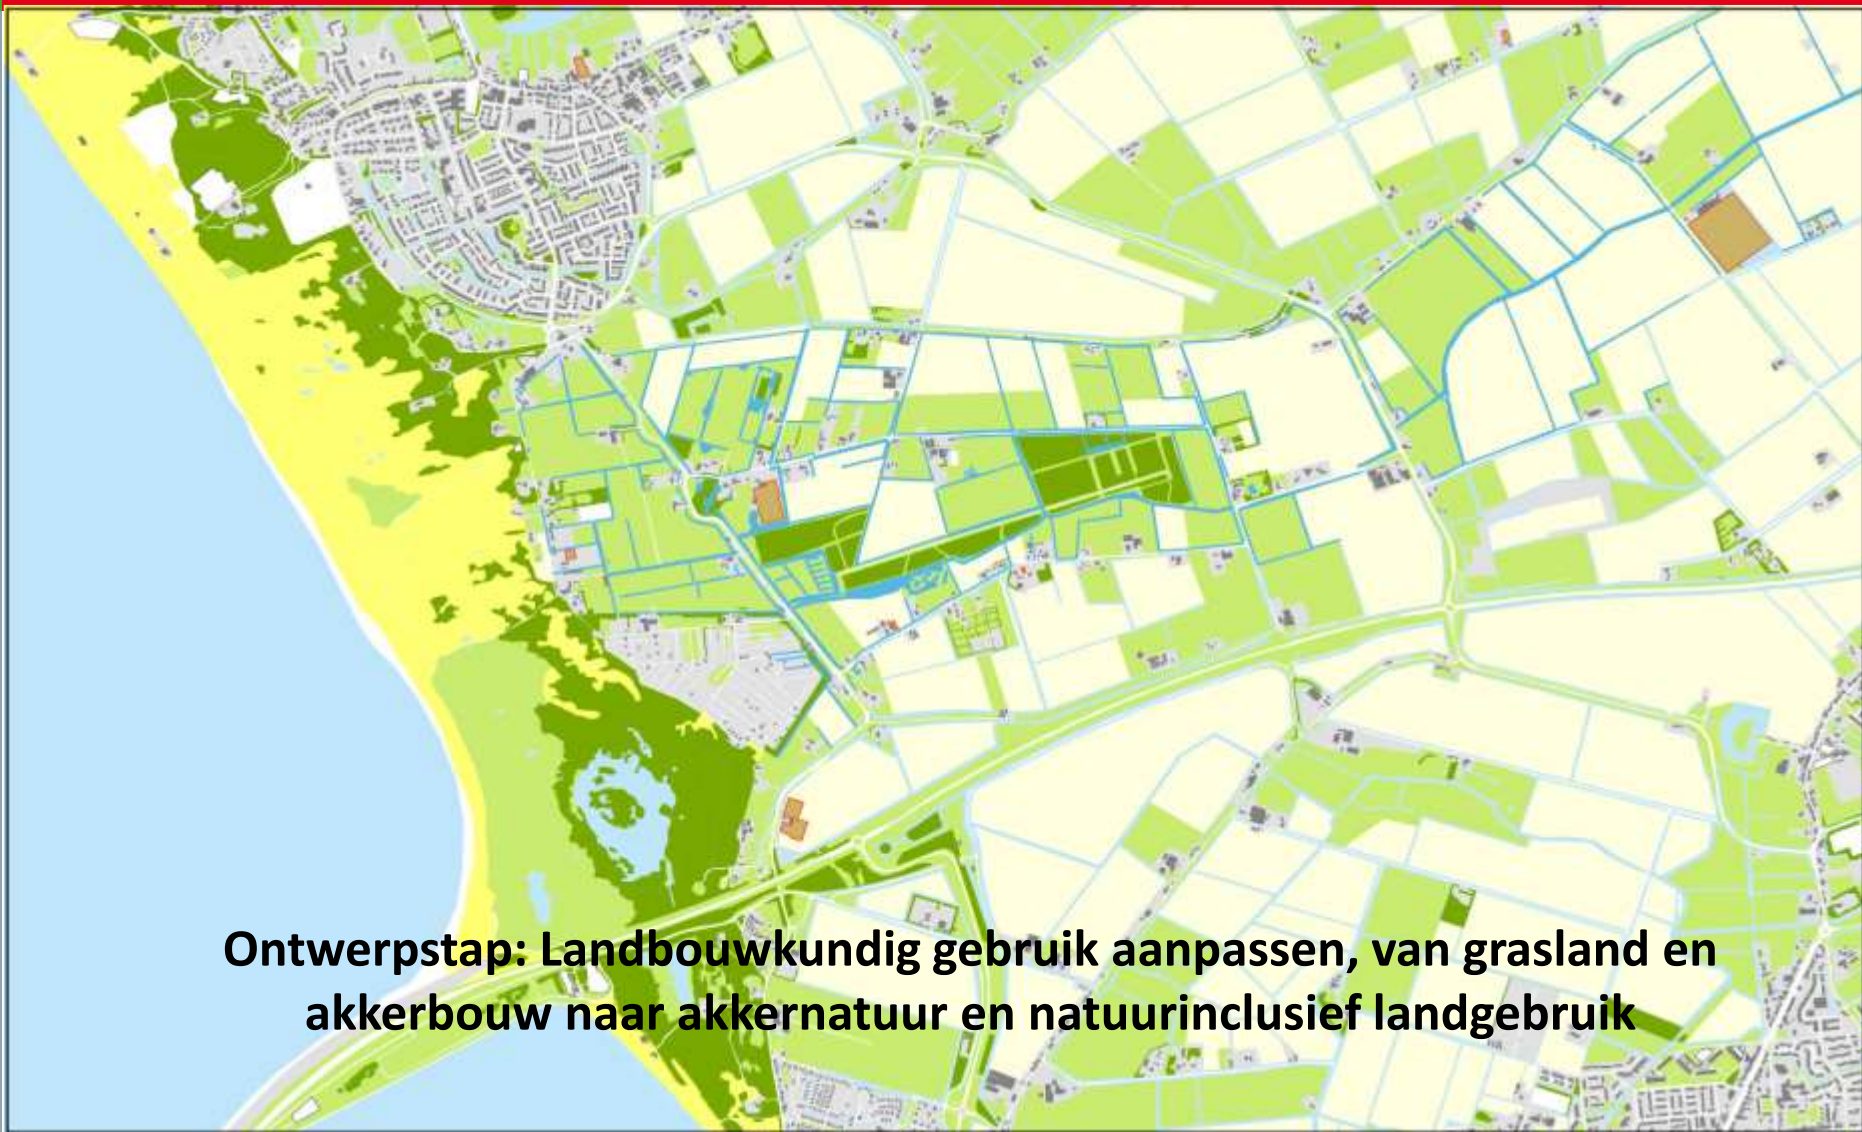 Ontwerpstap: Landbouwkundig gebruik aanpassen, van grasland en
akkerbouw naar akkernatuur en natuurinclusief landgebruik